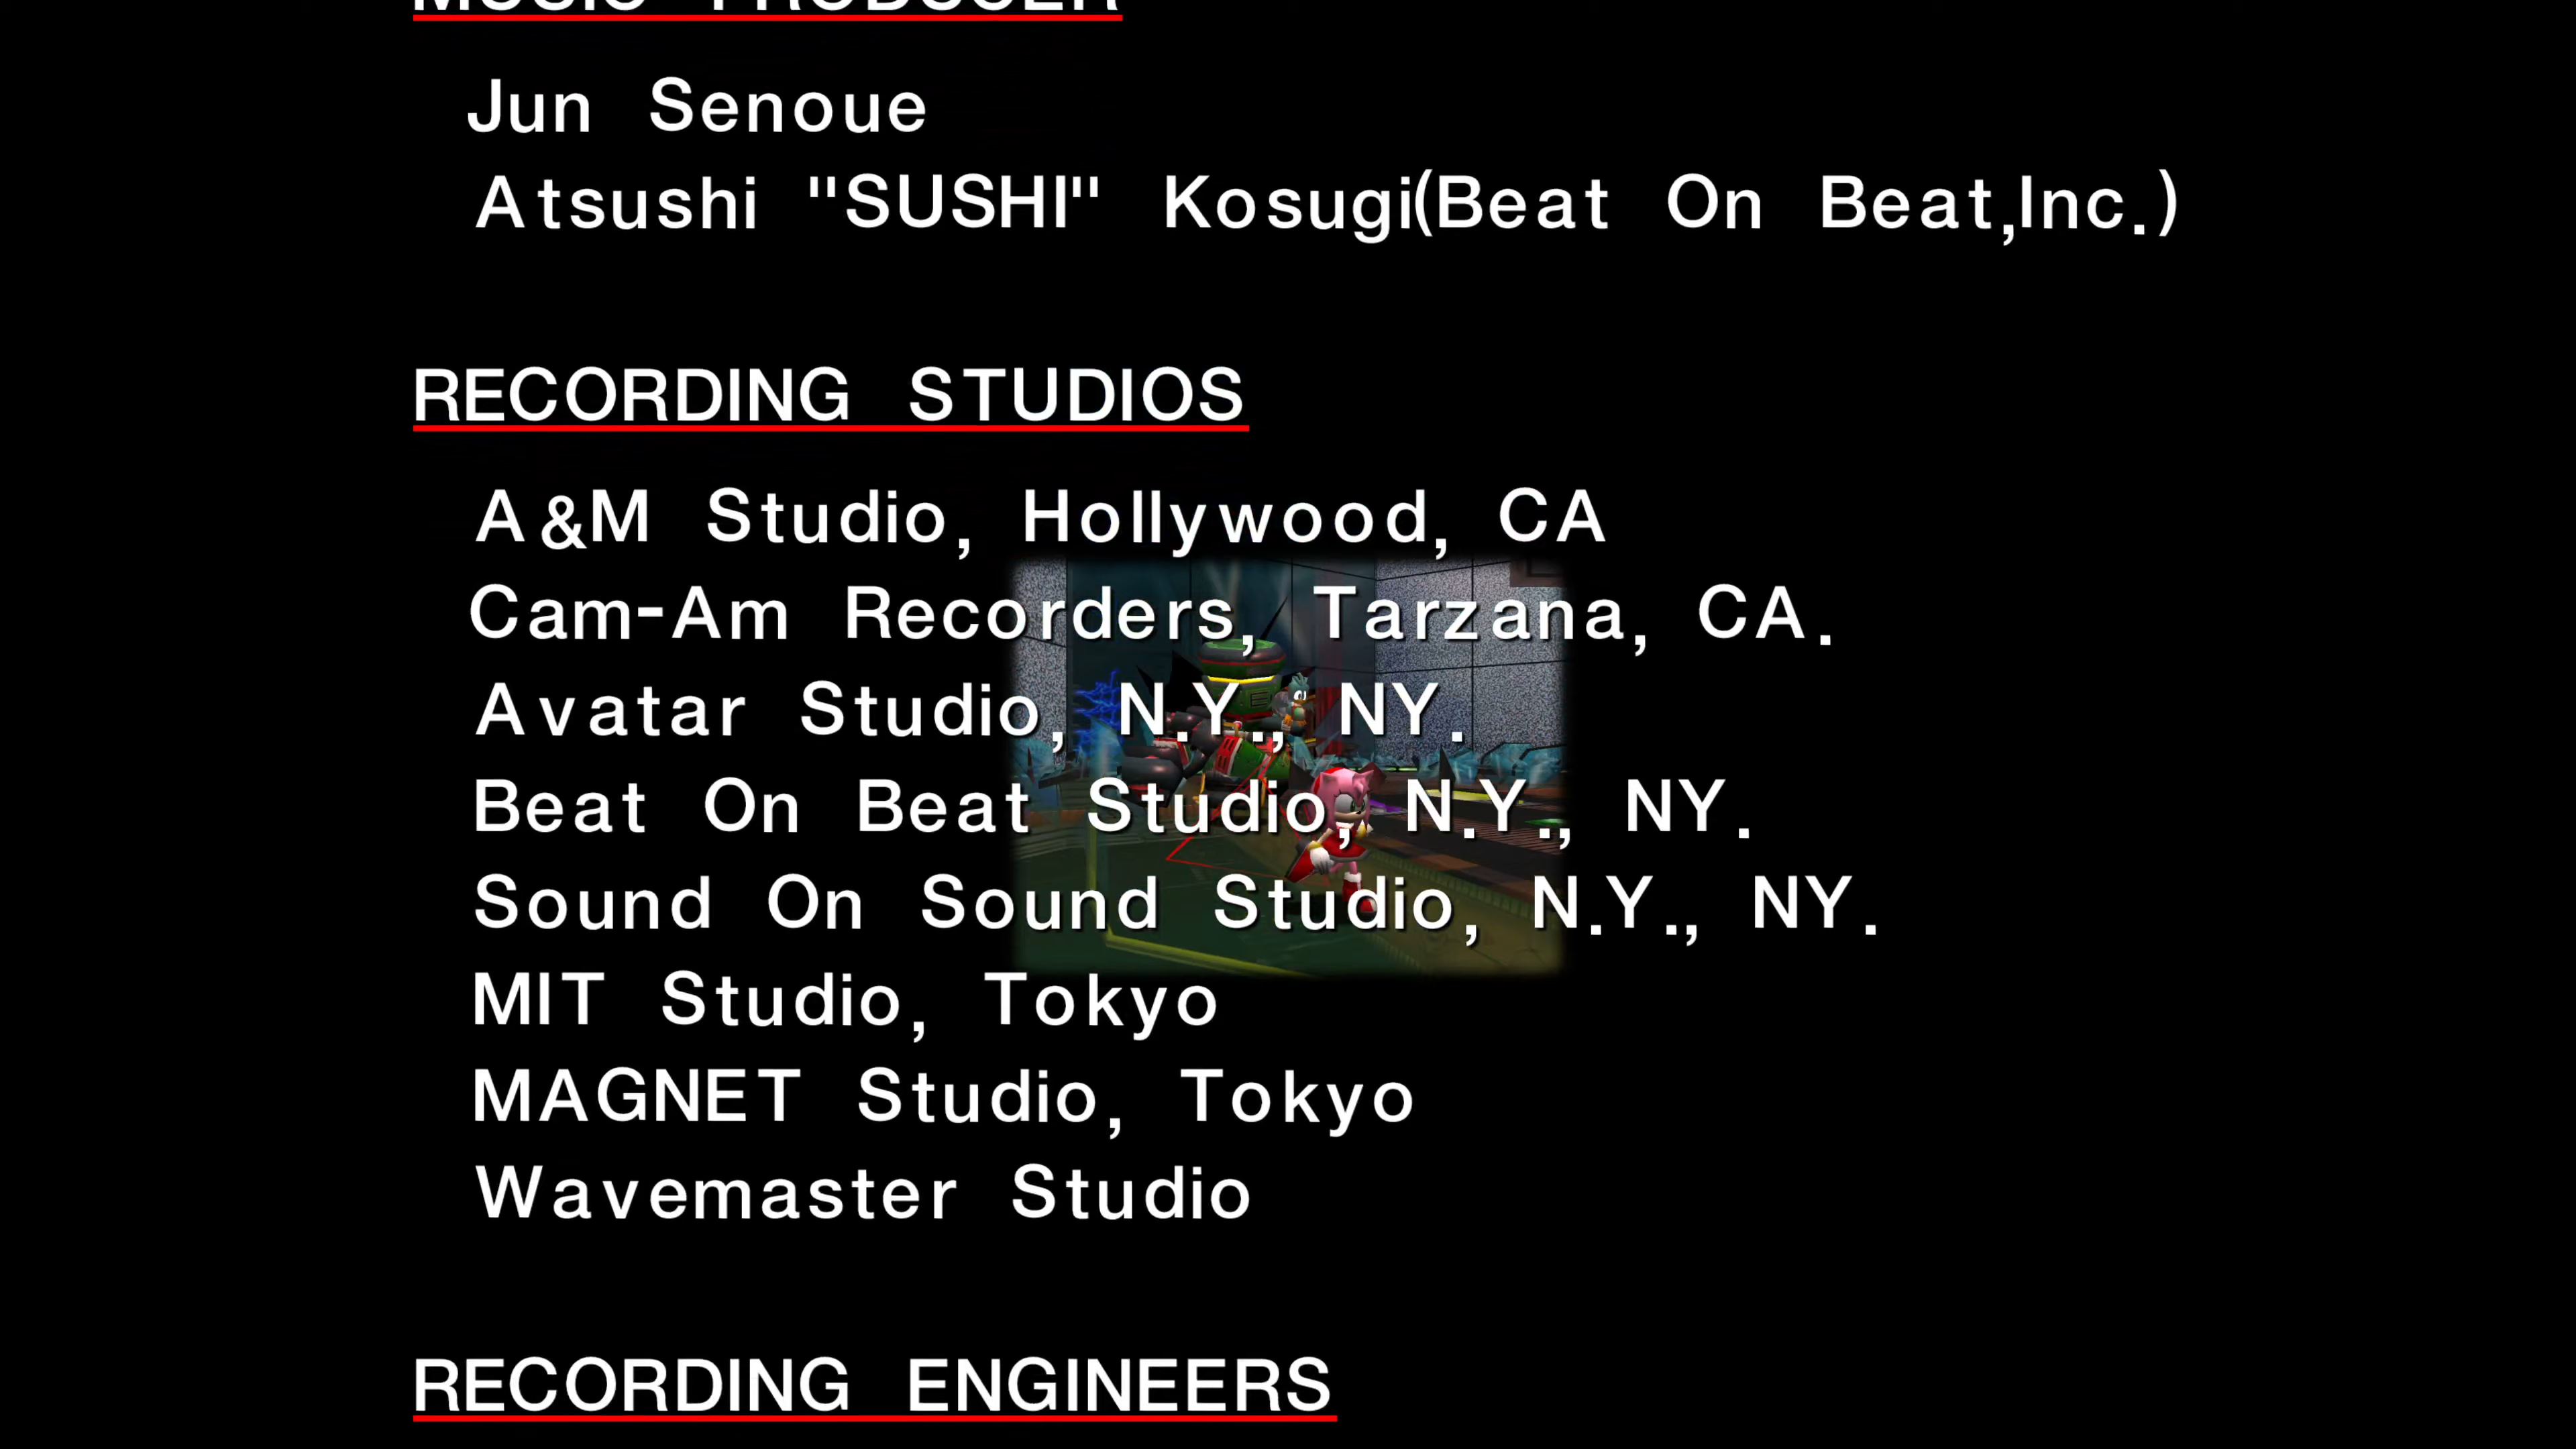 MUSIC PRODUCER
Jun Senoue
Atsushi "SUSHI" Kosugi(Beat On Beat,Inc.)
RECORDING STUDIOS
A&M Studio, Hollywood, CA
Cam-Am Recorders, Tarzana, CA.
Avatar Studio, N.Y., NY.
Beat On Beat Studio, N.Y., NY.
Sound On Sound Studio, N.Y., NY.
MIT Studio, Tokyo
MAGNET Studio, Tokyo
Wavemaster Studio
RECORDING ENGINEERS